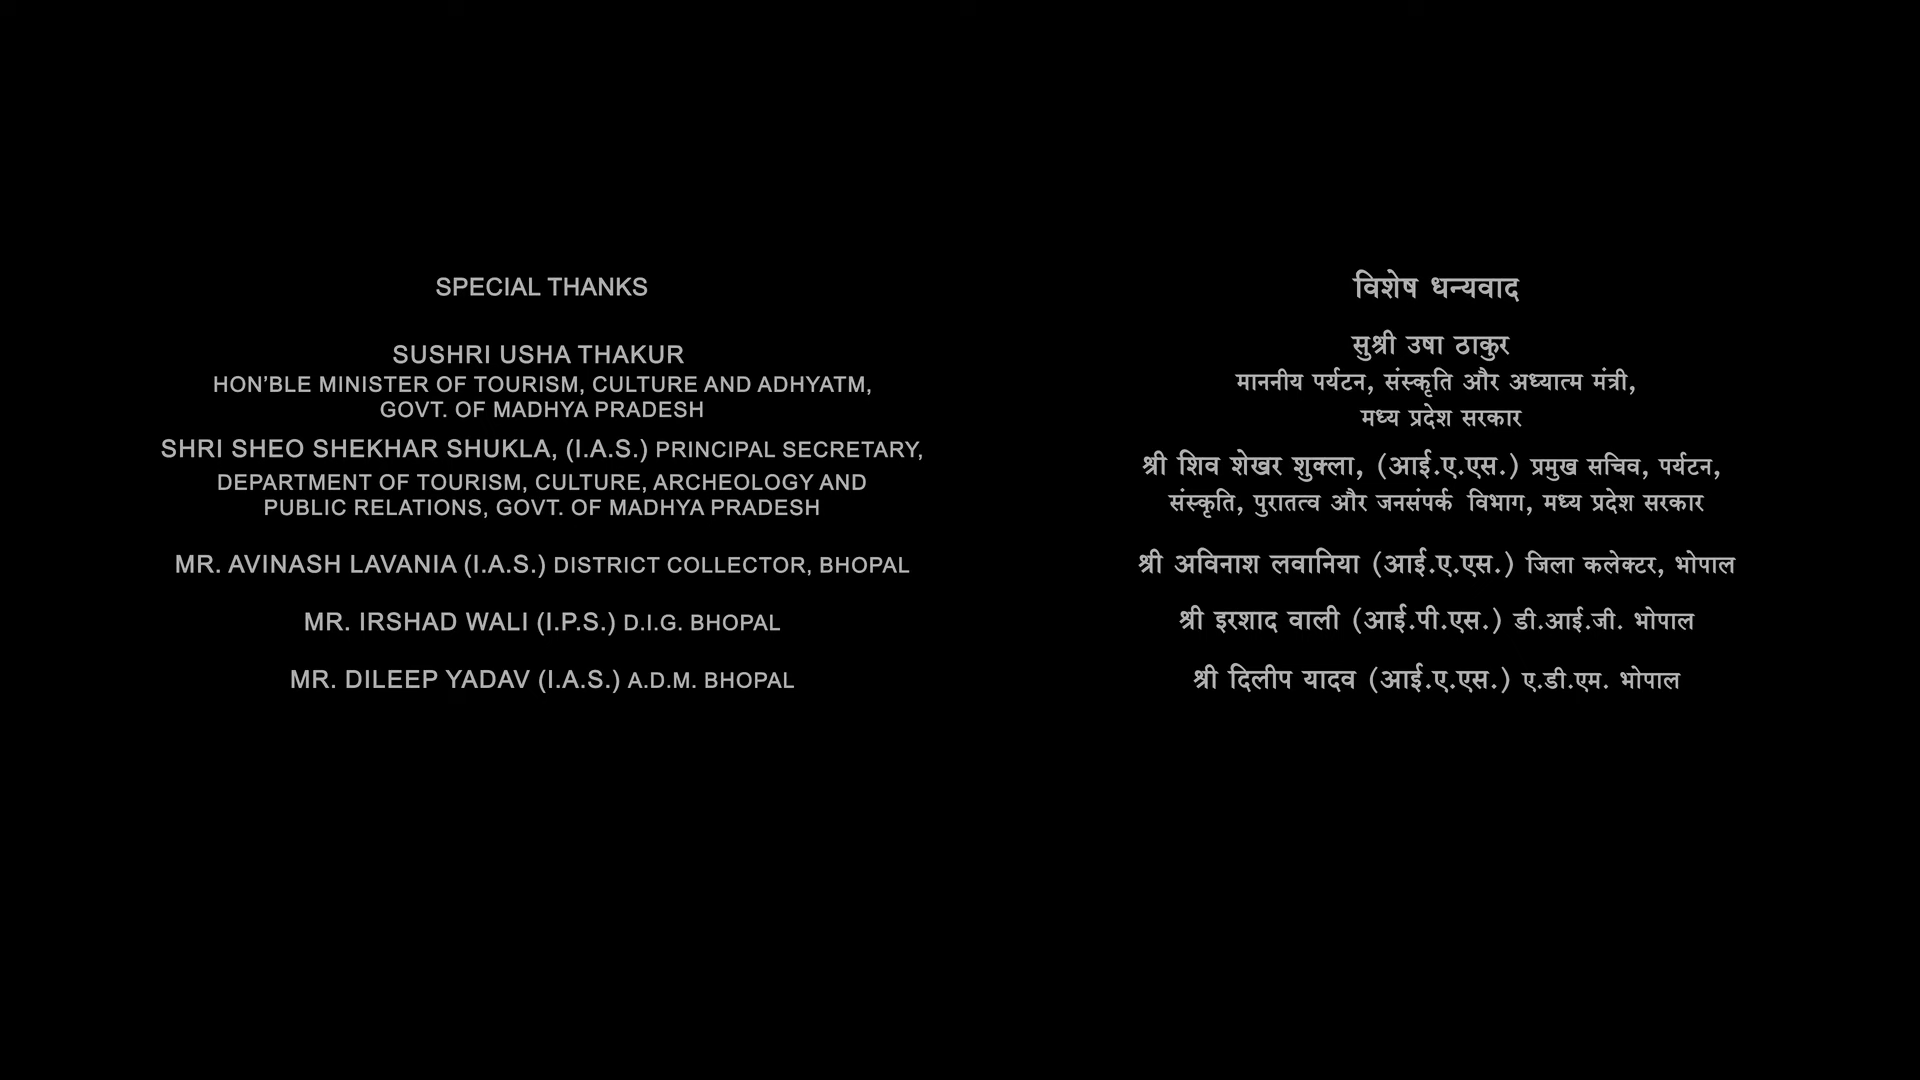 SPECIAL THANKS
SUSHRI USHA THAKUR
HON’BLE MINISTER OF TOURISM, CULTURE AND ADHYATM,
GOVT. OF MADHYA PRADESH
SHRI SHEO SHEKHAR SHUKLA, (I.A.S.) PRINCIPAL SECRETARY,
DEPARTMENT OF TOURISM, CULTURE, ARCHEOLOGY AND
PUBLIC RELATIONS, GOVT. OF MADHYA PRADESH
MR. AVINASH LAVANIA (I.A.S.) DISTRICT COLLECTOR, BHOPAL
MR. IRSHAD WALI (I.P.S.) D.I.G. BHOPAL
MR. DILEEP YADAV (I.A.S.) A.D.M. BHOPAL
विशेष धन्यवाद
सुश्री उषा ठाकुर
माननीय पर्यटन, संस्कृति और अध्यात्म मंत्री,
मध्य प्रदेश सरकार
श्री शिव शेखर शुक्ला, (आई.ए.एस.) प्रमुख सचिव, पर्यटन,
संस्कृति, पुरातत्व और जनसंपर्क विभाग, मध्य प्रदेश सरकार
श्री अविनाश लवानिया (आई.ए.एस.) जिला कलेक्टर, भोपाल
श्री इरशाद वाली (आई.पी.एस.) डी.आई.जी. भोपाल
श्री दिलीप यादव (आई.ए.एस.) ए.डी.एम. भोपाल